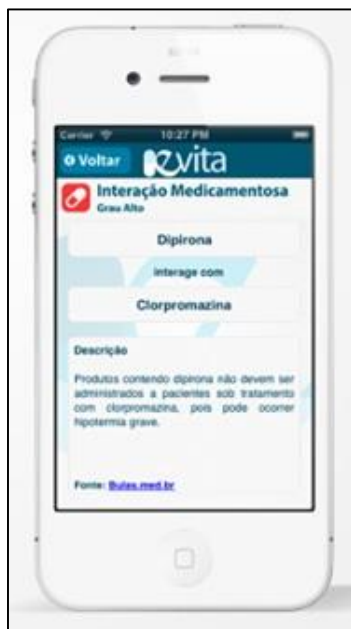 Carrier 10:27 PM
Voltar evita
Interação Medicamentosa
Grau Alto
Dipirona
interage com
Clorpromazina
Descrição
Produtos contendo dipirona não devem ser
administrados a pacientes sob tratamento
com clorpromazina, pois pode ocorrer
hipotermia grave.
Fonte: Bulas.med.br